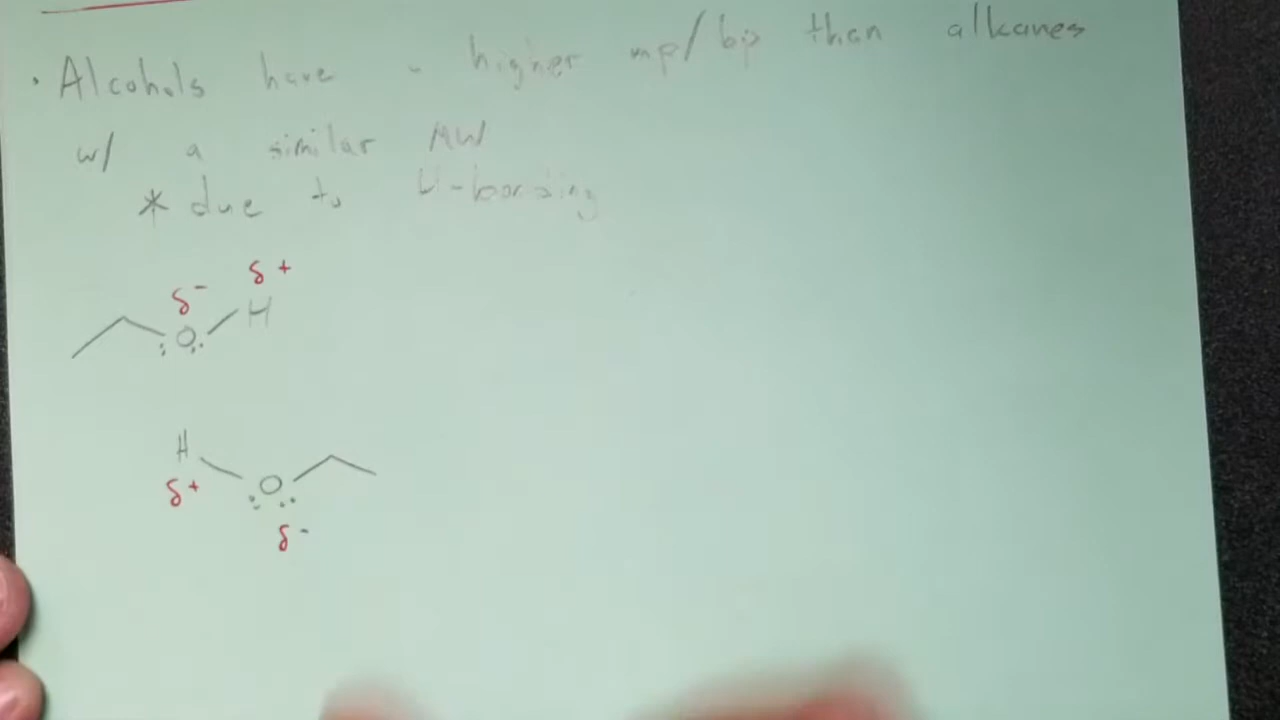 • Alcohols have a higher mp/bp than alkanes
w/ a similar MW
* due to H-bonding
δ- δ+
O H
H O
δ+ δ-